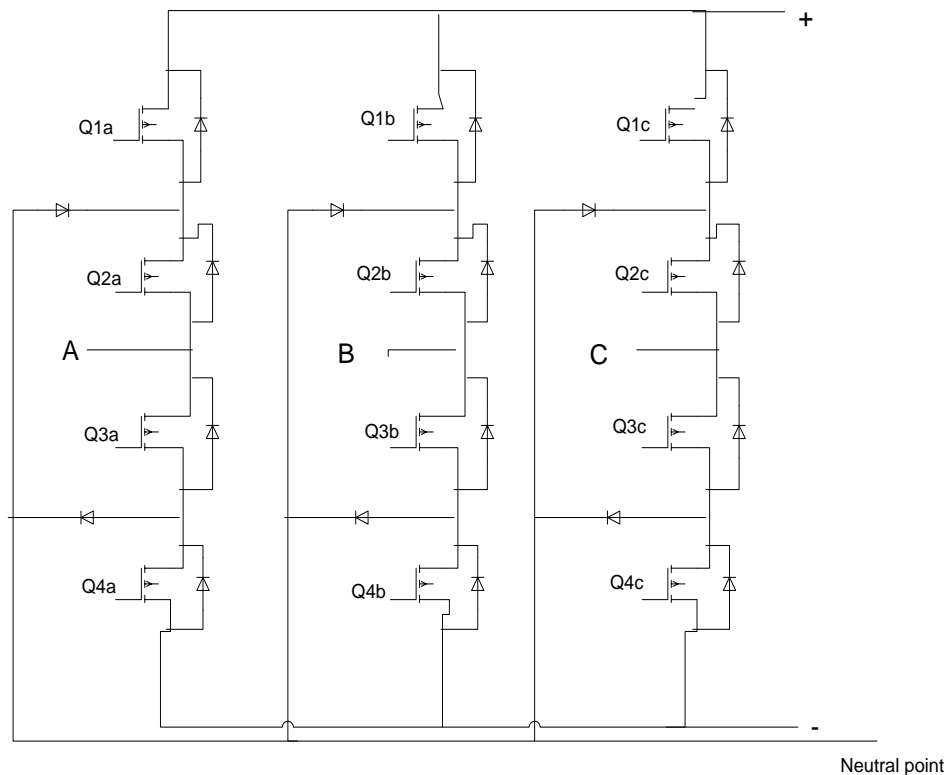 +
Q1a
Q1b
Q1c
Q2a
Q2b
Q2c
A
B
C
Q3a
Q3b
Q3c
Q4a
Q4b
Q4c
-
Neutral point